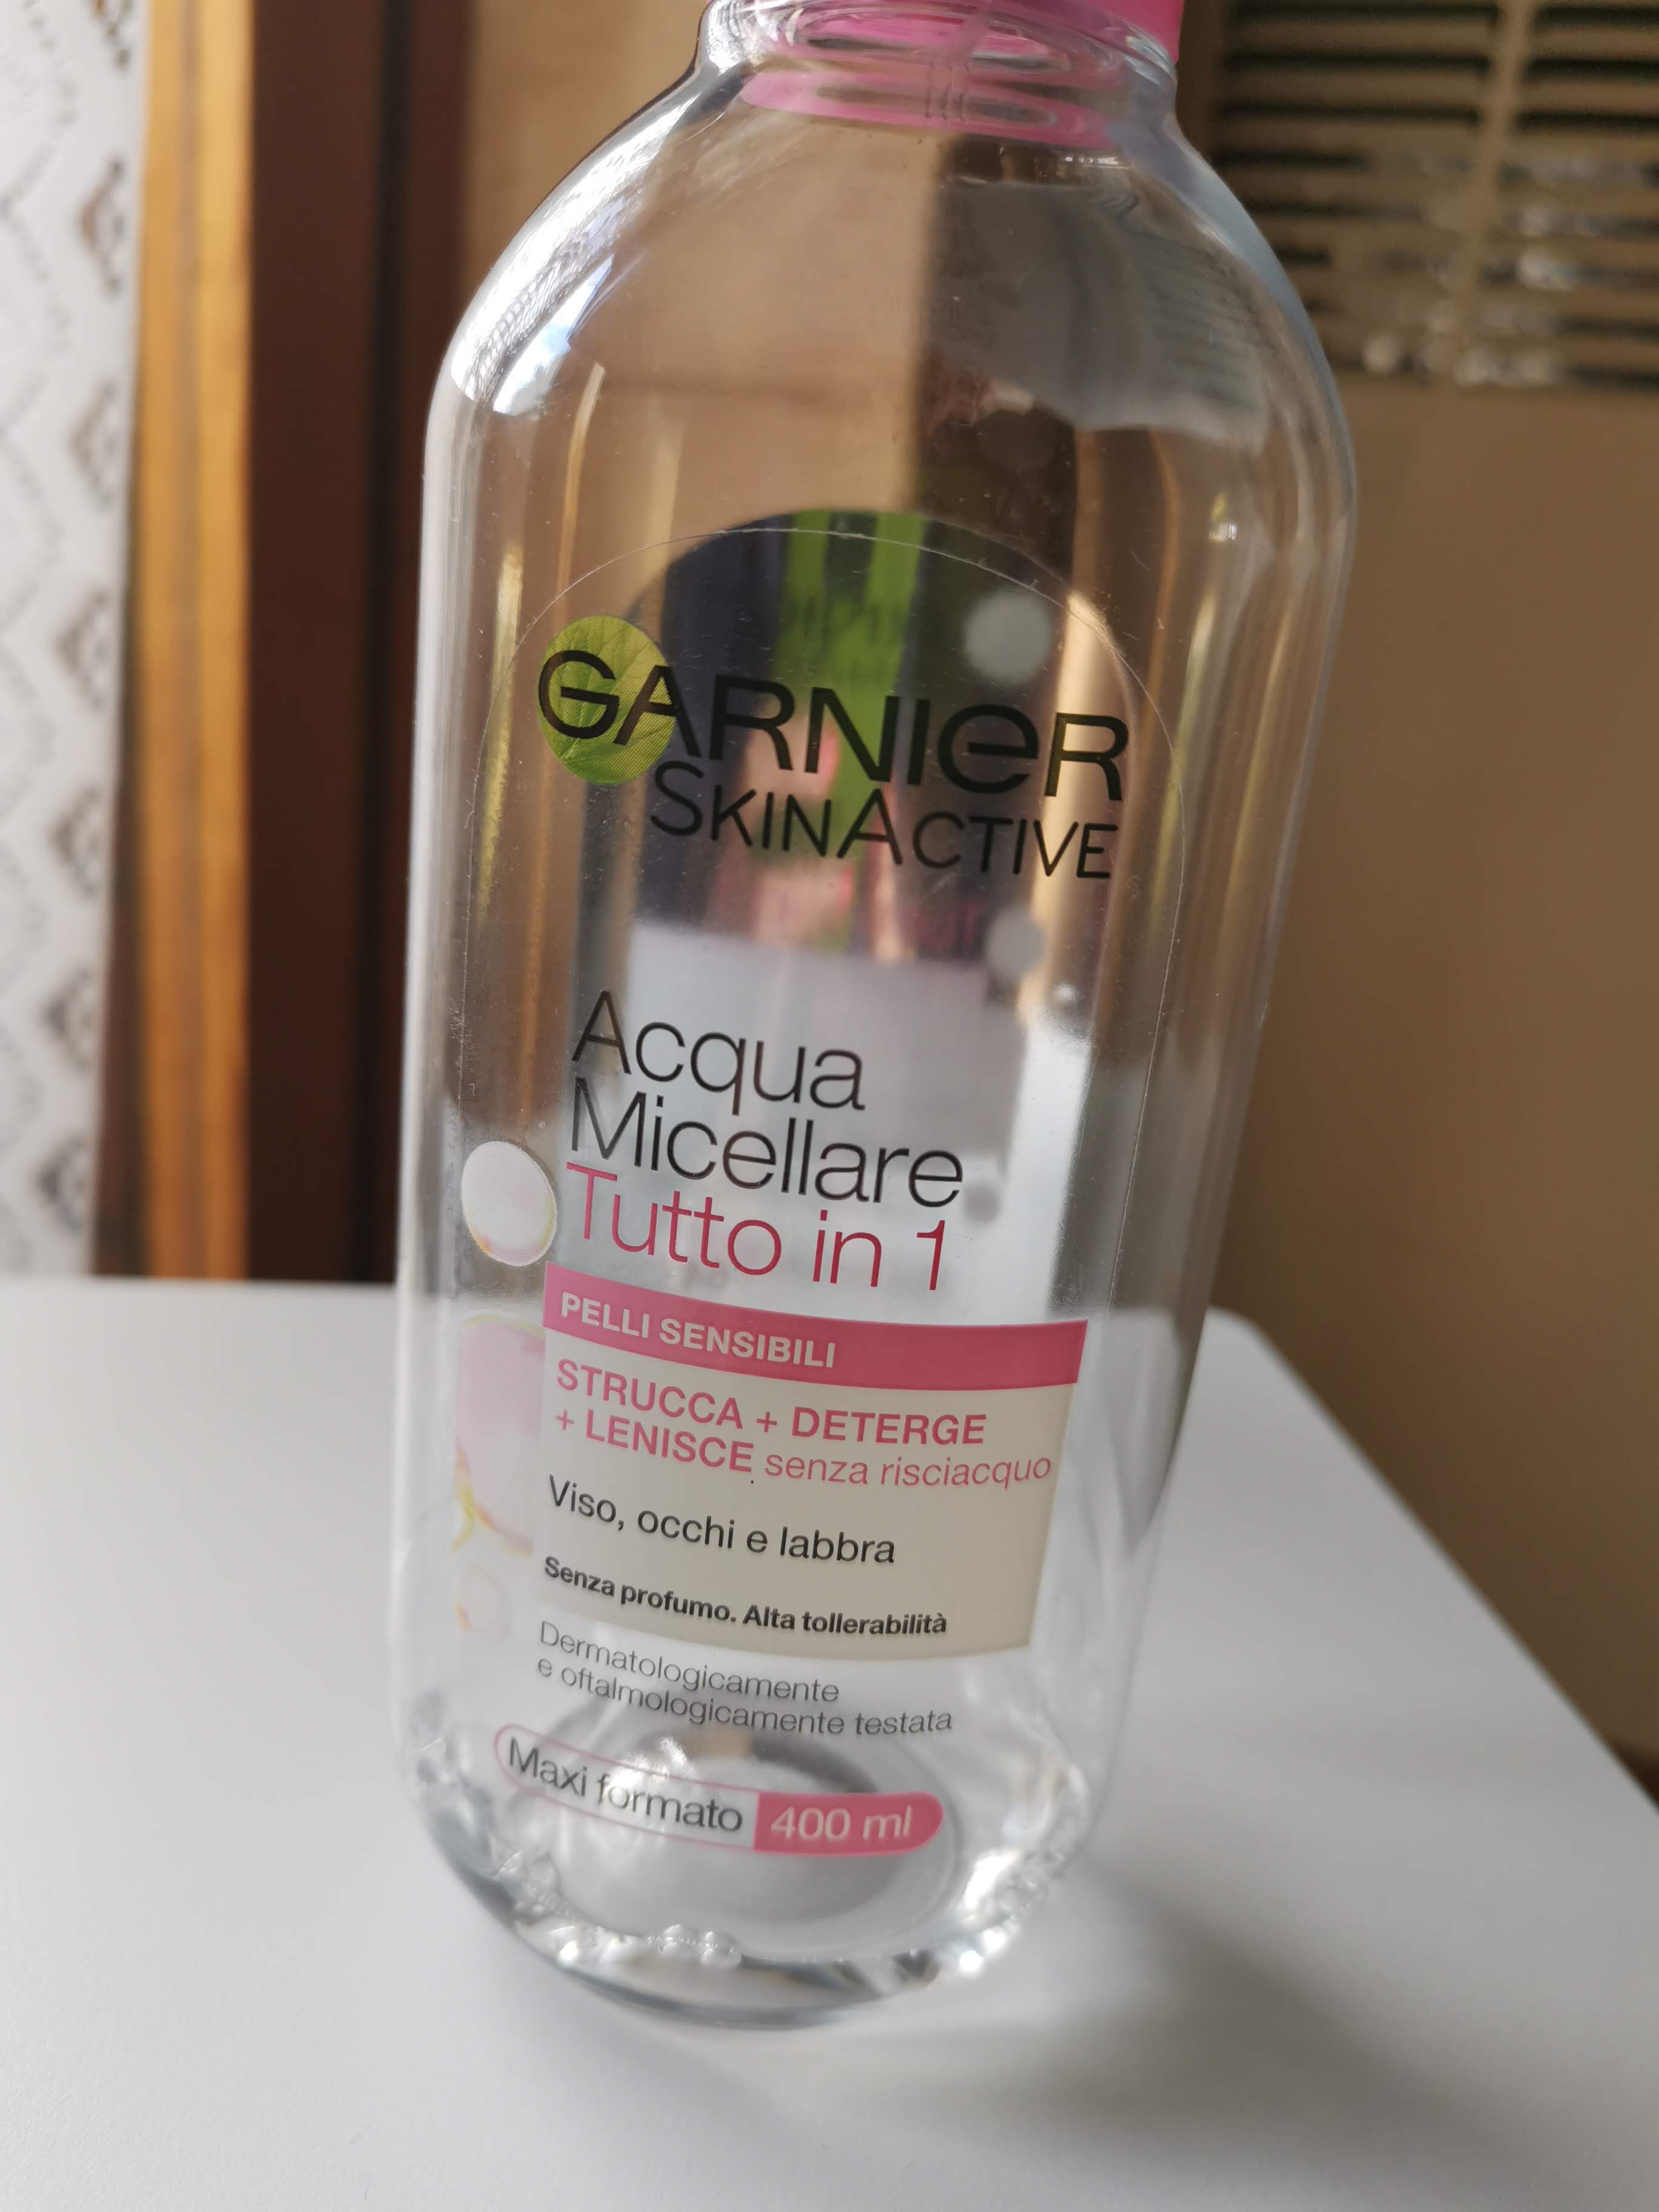 GARNIER
SKINACTIVE
Acqua
Micellare
Tutto in 1
PELLI SENSIBILI
STRUCCA + DETERGE
+ LENISCE senza risciacquo
Viso, occhi e labbra
Senza profumo. Alta tollerabilità
Dermatologicamente
e oftalmologicamente testata
Maxi formato 400 ml